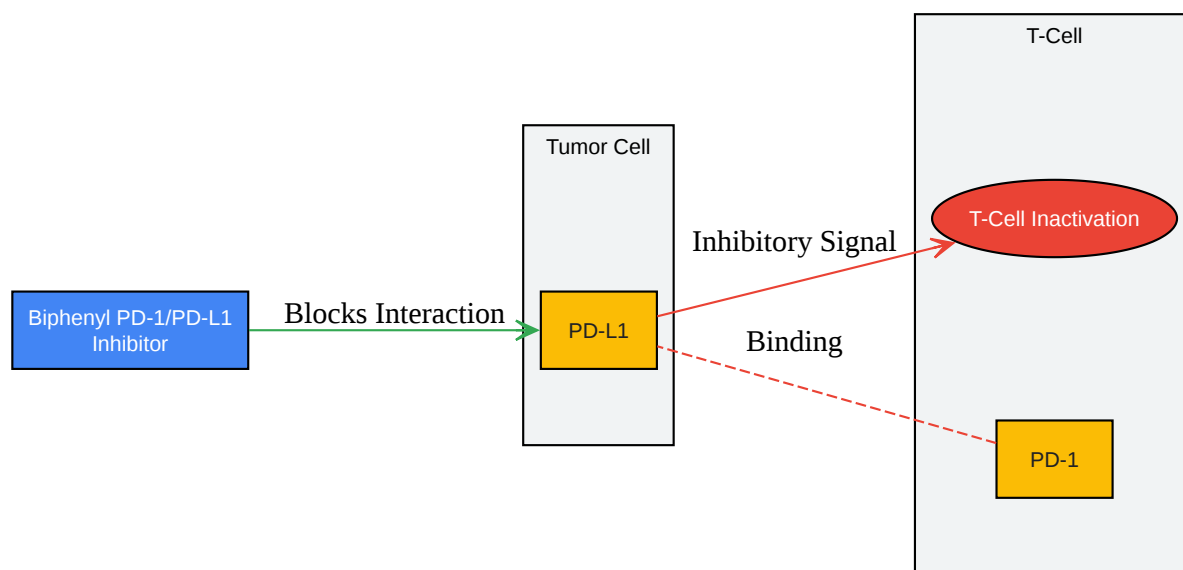 T-Cell
Tumor Cell
T-Cell Inactivation
Inhibitory Signal
Biphenyl PD-1/PD-L1
Inhibitor
Blocks Interaction
PD-L1
Binding
PD-1